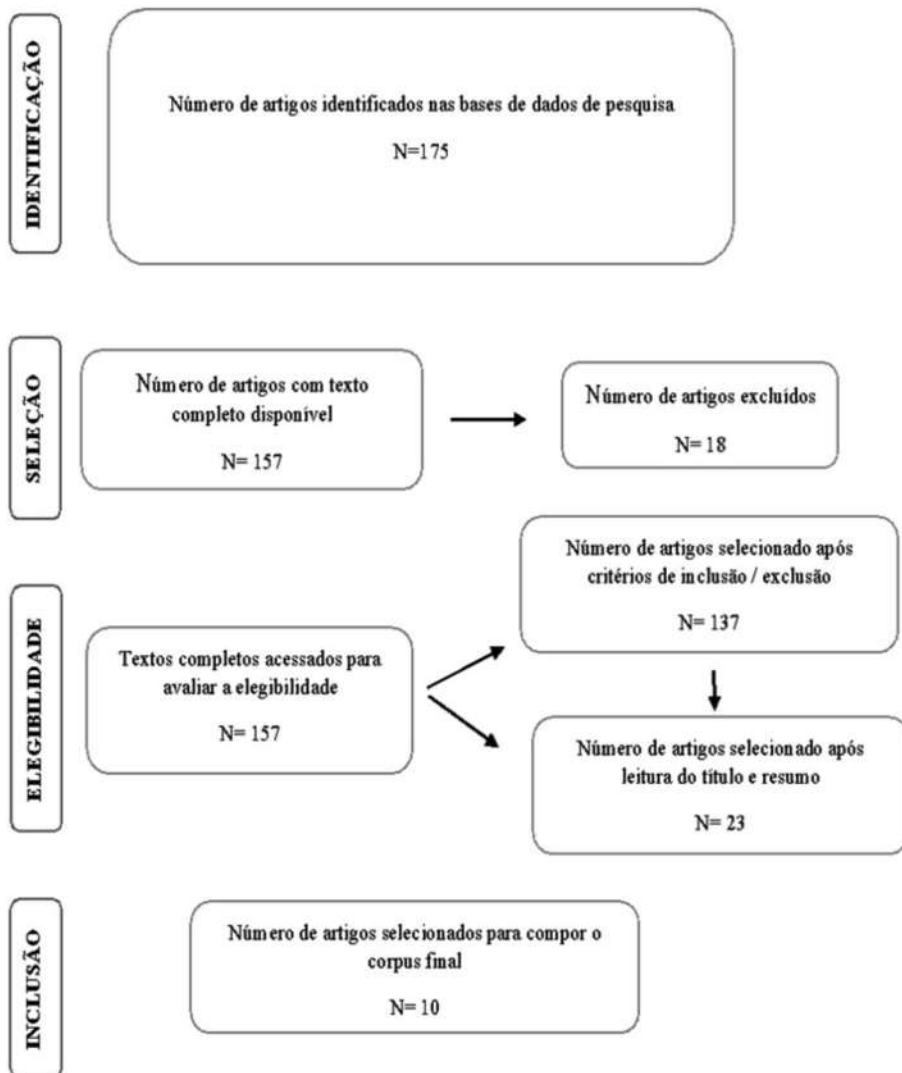 IDENTIFICAÇÃO
Número de artigos identificados nas bases de dados de pesquisa
N=175
SELEÇÃO
Número de artigos com texto
completo disponível
N= 157
Número de artigos excluídos
N= 18
ELEGIBILIDADE
Textos completos acessados para
avaliar a elegibilidade
N= 157
Número de artigos selecionado após
critérios de inclusão / exclusão
N= 137
Número de artigos selecionado após
leitura do título e resumo
N= 23
INCLUSÃO
Número de artigos selecionados para compor o
corpus final
N= 10